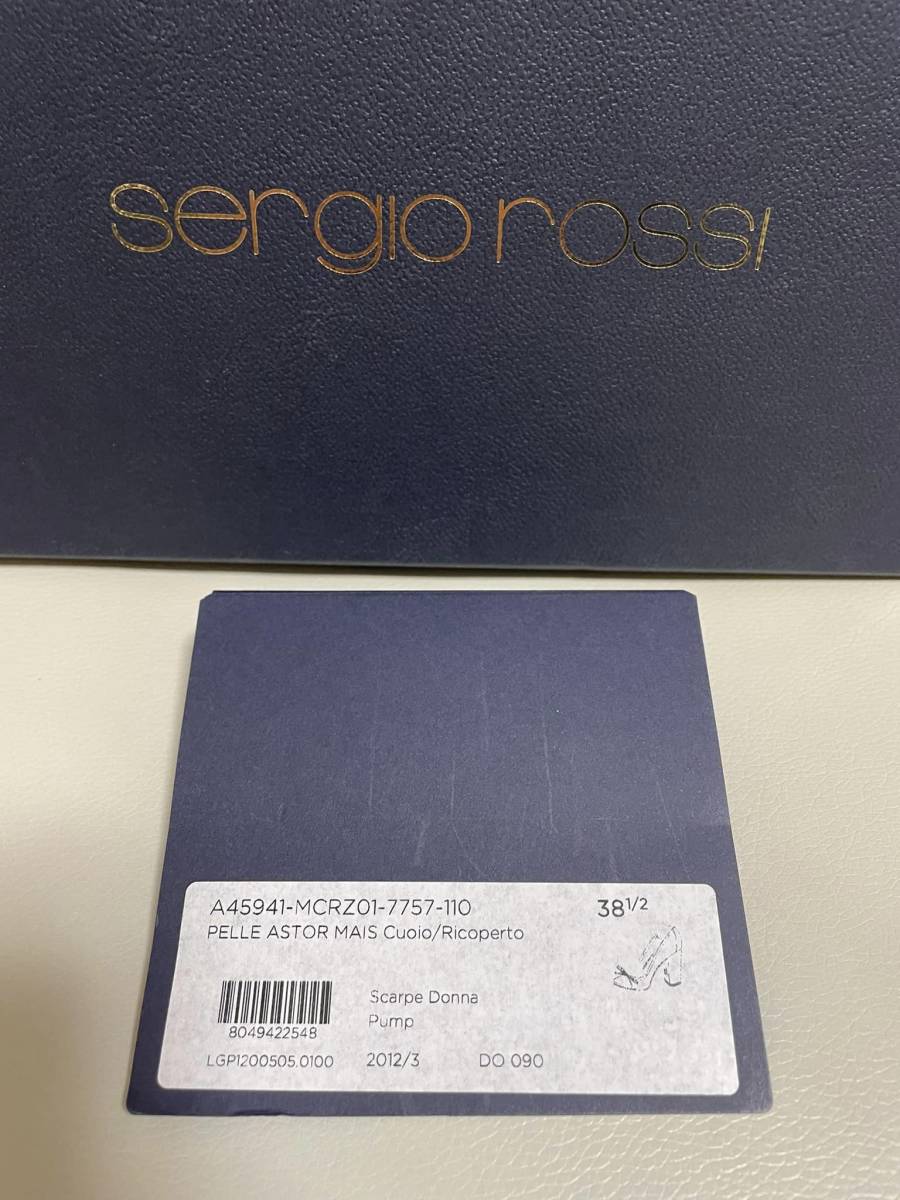 sergio rossi
A45941-MCRZ01-7757-110 38 1/2
PELLE ASTOR MAIS Cuoio/Ricoperto
Scarpe Donna
Pump
8049422548
LGP1200505.0100 2012/3 DO 090